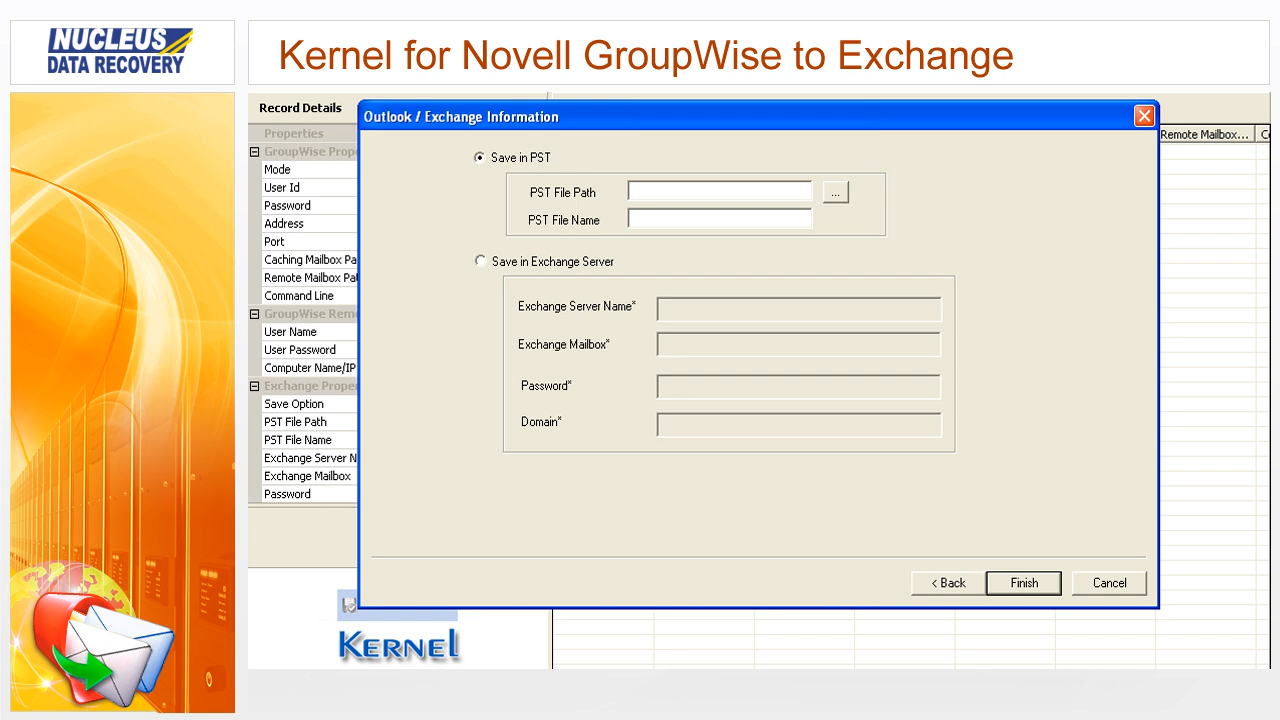 NUCLEUS
DATA RECOVERY
Kernel for Novell GroupWise to Exchange
Record Details
Properties
GroupWise Prope
Mode
User Id
Password
Address
Port
Caching Mailbox Pa
Remote Mailbox Pat
Command Line
GroupWise Remo
User Name
User Password
Computer Name/IP
Exchange Proper
Save Option
PST File Path
PST File Name
Exchange Server N
Exchange Mailbox
Password
Outlook / Exchange Information
Save in PST
PST File Path
...
PST File Name
Save in Exchange Server
Exchange Server Name*
Exchange Mailbox*
Password*
Domain*
< Back
Finish
Cancel
Remote Mailbox...
KERNEL